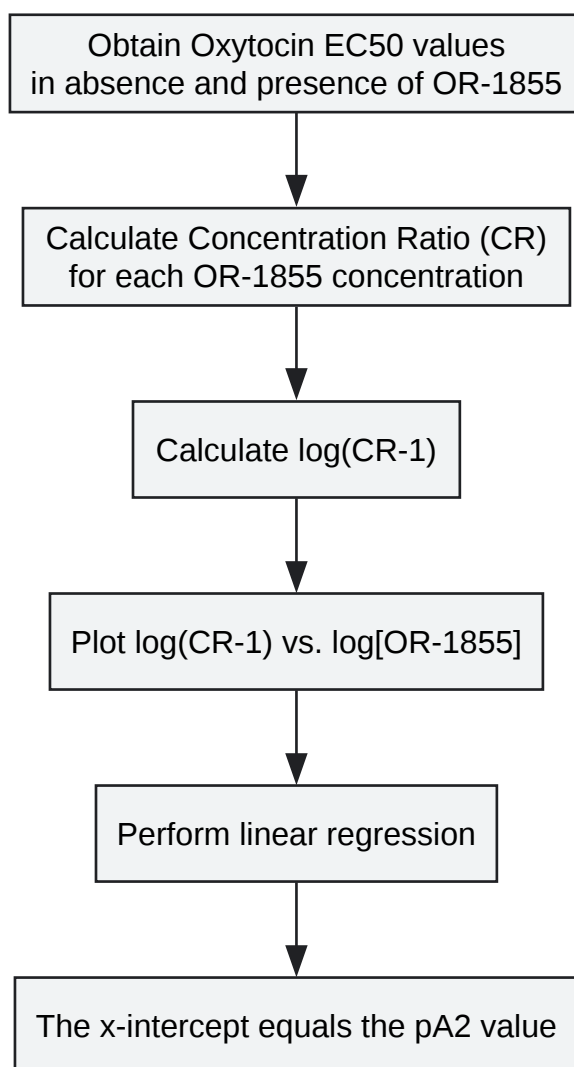 Obtain Oxytocin EC50 values
in absence and presence of OR-1855
Calculate Concentration Ratio (CR)
for each OR-1855 concentration
Calculate log(CR-1)
Plot log(CR-1) vs. log[OR-1855]
Perform linear regression
The x-intercept equals the pA2 value